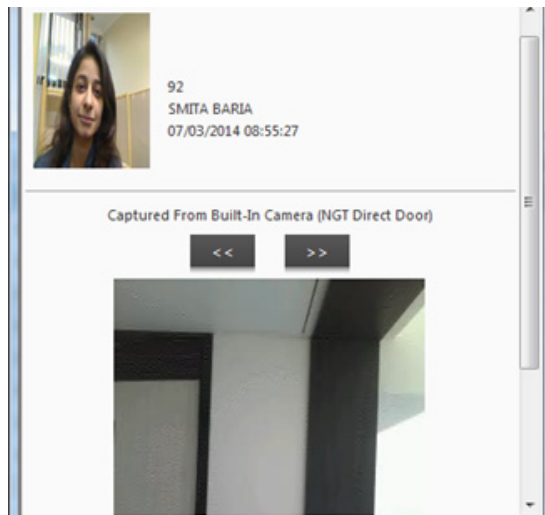 92
SMITA BARIA
07/03/2014 08:55:27
Captured From Built-In Camera (NGT Direct Door)
<< >>